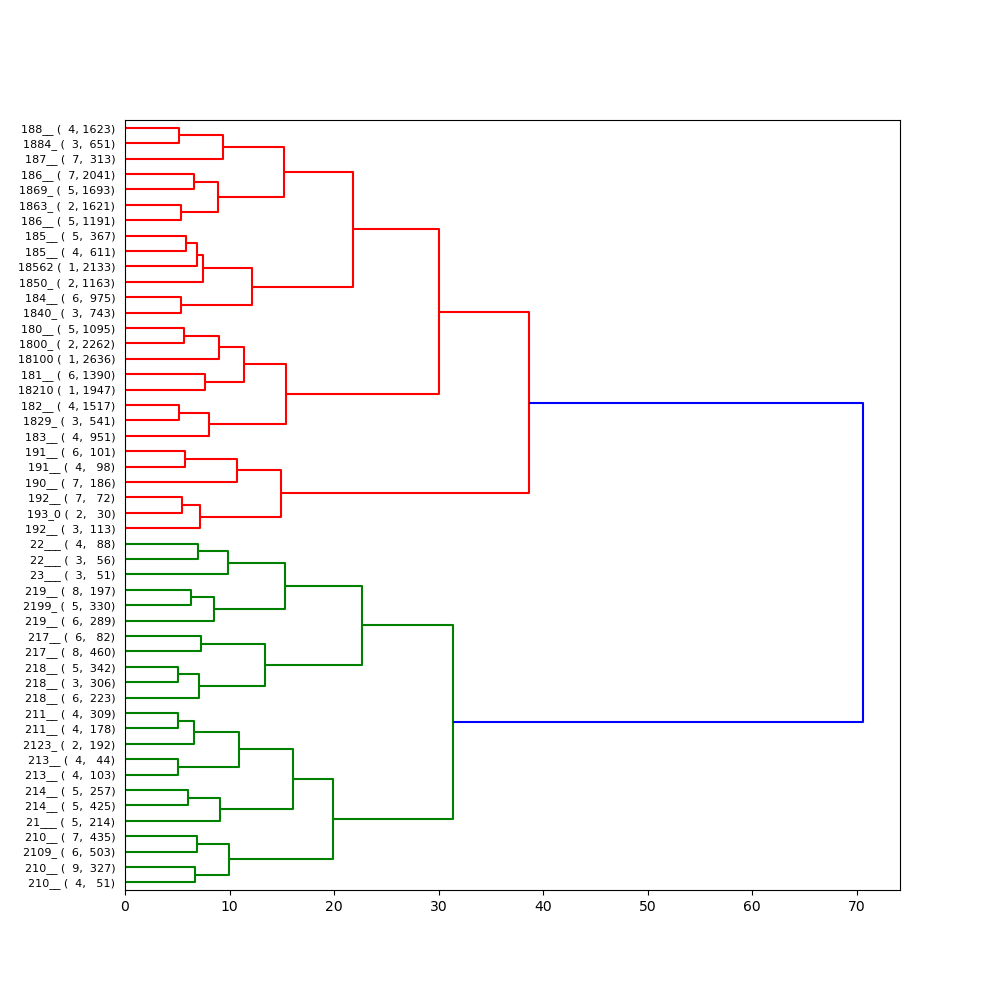 188__ (  4, 1623)
1884_ (  3,  651)
187__ (  7,  313)
186__ (  7, 2041)
1869_ (  5, 1693)
1863_ (  2, 1621)
186__ (  5, 1191)
185__ (  5,  367)
185__ (  4,  611)
18562 (  1, 2133)
1850_ (  2, 1163)
184__ (  6,  975)
1840_ (  3,  743)
180__ (  5, 1095)
1800_ (  2, 2262)
18100 (  1, 2636)
181__ (  6, 1390)
18210 (  1, 1947)
182__ (  4, 1517)
1829_ (  3,  541)
183__ (  4,  951)
191__ (  6,  101)
191__ (  4,   98)
190__ (  7,  186)
192__ (  7,   72)
193_0 (  2,   30)
192__ (  3,  113)
22___ (  4,   88)
22___ (  3,   56)
23___ (  3,   51)
219__ (  8,  197)
2199_ (  5,  330)
219__ (  6,  289)
217__ (  6,   82)
217__ (  8,  460)
218__ (  5,  342)
218__ (  3,  306)
218__ (  6,  223)
211__ (  4,  309)
211__ (  4,  178)
2123_ (  2,  192)
213__ (  4,   44)
213__ (  4,  103)
214__ (  5,  257)
214__ (  5,  425)
21___ (  5,  214)
210__ (  7,  435)
2109_ (  6,  503)
210__ (  9,  327)
210__ (  4,   51)
0 10 20 30 40 50 60 70